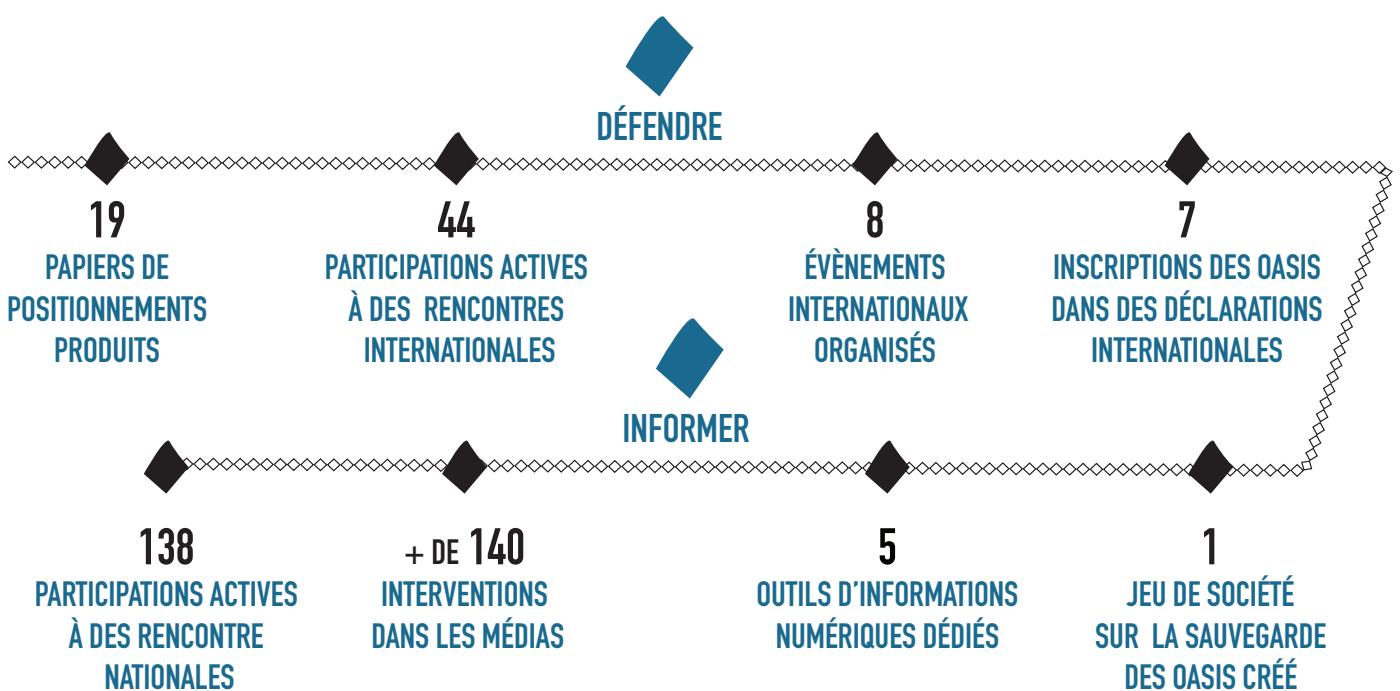 DÉFENDRE
19
PAPIERS DE
POSITIONNEMENTS
PRODUITS
44
PARTICIPATIONS ACTIVES
À DES RENCONTRES
INTERNATIONALES
8
ÉVÈNEMENTS
INTERNATIONAUX
ORGANISÉS
7
INSCRIPTIONS DES OASIS
DANS DES DÉCLARATIONS
INTERNATIONALES
INFORMER
138
PARTICIPATIONS ACTIVES
À DES RENCONTRE
NATIONALES
+ DE 140
INTERVENTIONS
DANS LES MÉDIAS
5
OUTILS D'INFORMATIONS
NUMÉRIQUES DÉDIÉS
1
JEU DE SOCIÉTÉ
SUR LA SAUVEGARDE
DES OASIS CRÉÉ